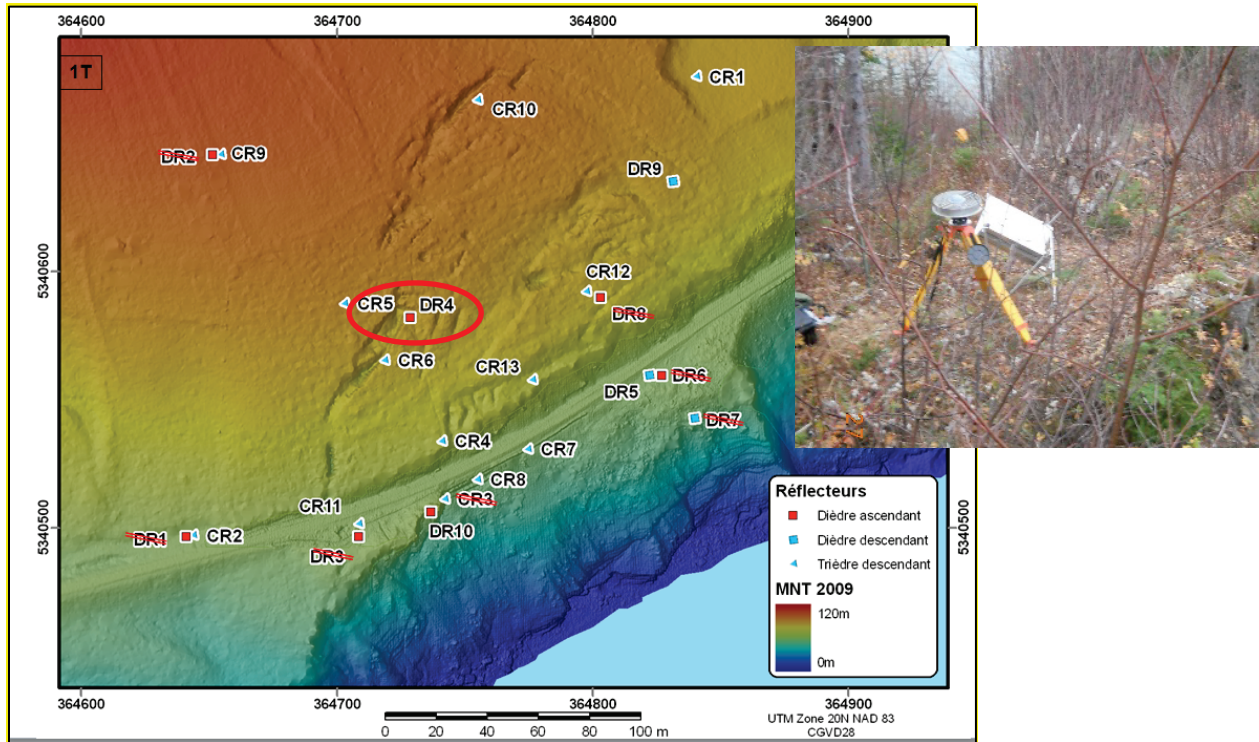 364600 364700 364800 364900
1T
CR1
CR10
DR2 CR9
DR9
5340600
CR12
CR5 DR4
DR8
CR6
CR13
DR5 DR6
DR7
CR4
CR7
CR8
CR11 CR3
DR10
DR1 CR2
DR3
5340500 5340500
Réflecteurs
Dièdre ascendant
Dièdre descendant
Trièdre descendant
MNT 2009
120m
0m
364600 364700 364800 364900
0 20 40 60 80 100 m
UTM Zone 20N NAD 83
CGVD28